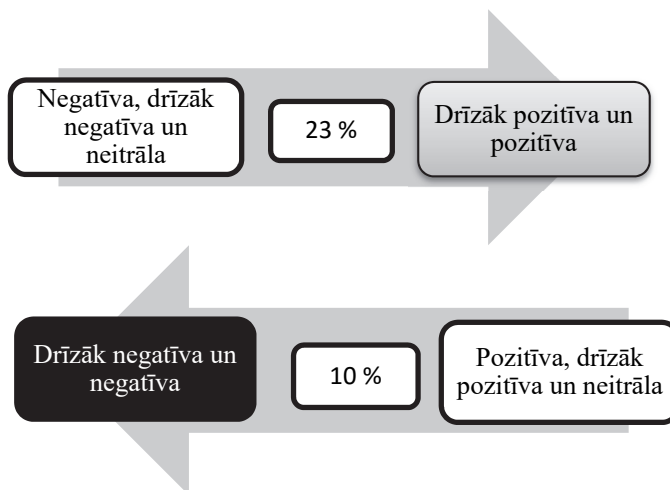 Negatīva, drīzāk
negatīva un
neitrāla
23 %
Drīzāk pozitīva un
pozitīva
Drīzāk negatīva un
negatīva
10 %
Pozitīva, drīzāk
pozitīva un neitrāla